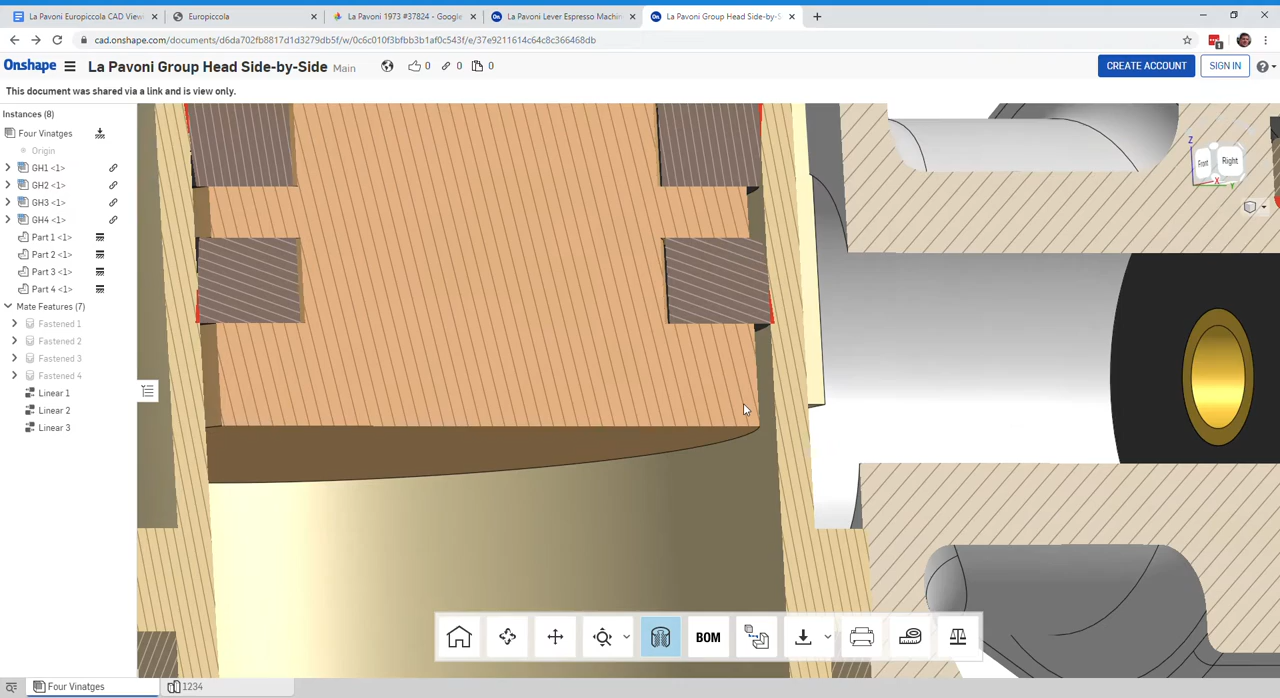 La Pavoni Europiccola CAD View
Europiccola
La Pavoni 1973 #37824 - Google
La Pavoni Lever Espresso Machin
La Pavoni Group Head Side-by-S
cad.onshape.com/documents/d6da702fb8817d1d3279db5f/w/0c6c010f3bfbb3b1af0c543f/e/37e9211614c64c8c366468db
1
Onshape
La Pavoni Group Head Side-by-Side Main
0
0
0
CREATE ACCOUNT
SIGN IN
This document was shared via a link and is view only.
Instances (8)
Four Vinatges
Origin
GH1 <1>
GH2 <1>
GH3 <1>
GH4 <1>
Part 1 <1>
Part 2 <1>
Part 3 <1>
Part 4 <1>
Mate Features (7)
Fastened 1
Fastened 2
Fastened 3
Fastened 4
Linear 1
Linear 2
Linear 3
Z
Front
Right
X
Y
BOM
Four Vinatges
1234